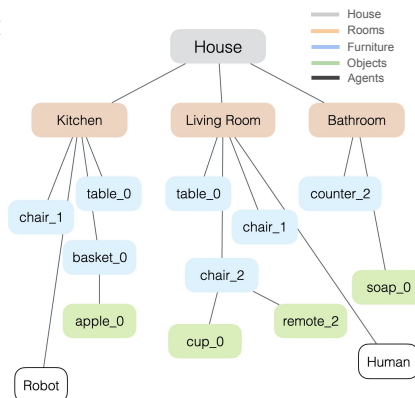 House
Rooms
Furniture
Objects
Agents
House
Kitchen
Living Room
Bathroom
table_0
table_0
counter_2
chair_1
chair_1
basket_0
chair_2
soap_0
apple_0
remote_2
cup_0
Human
Robot